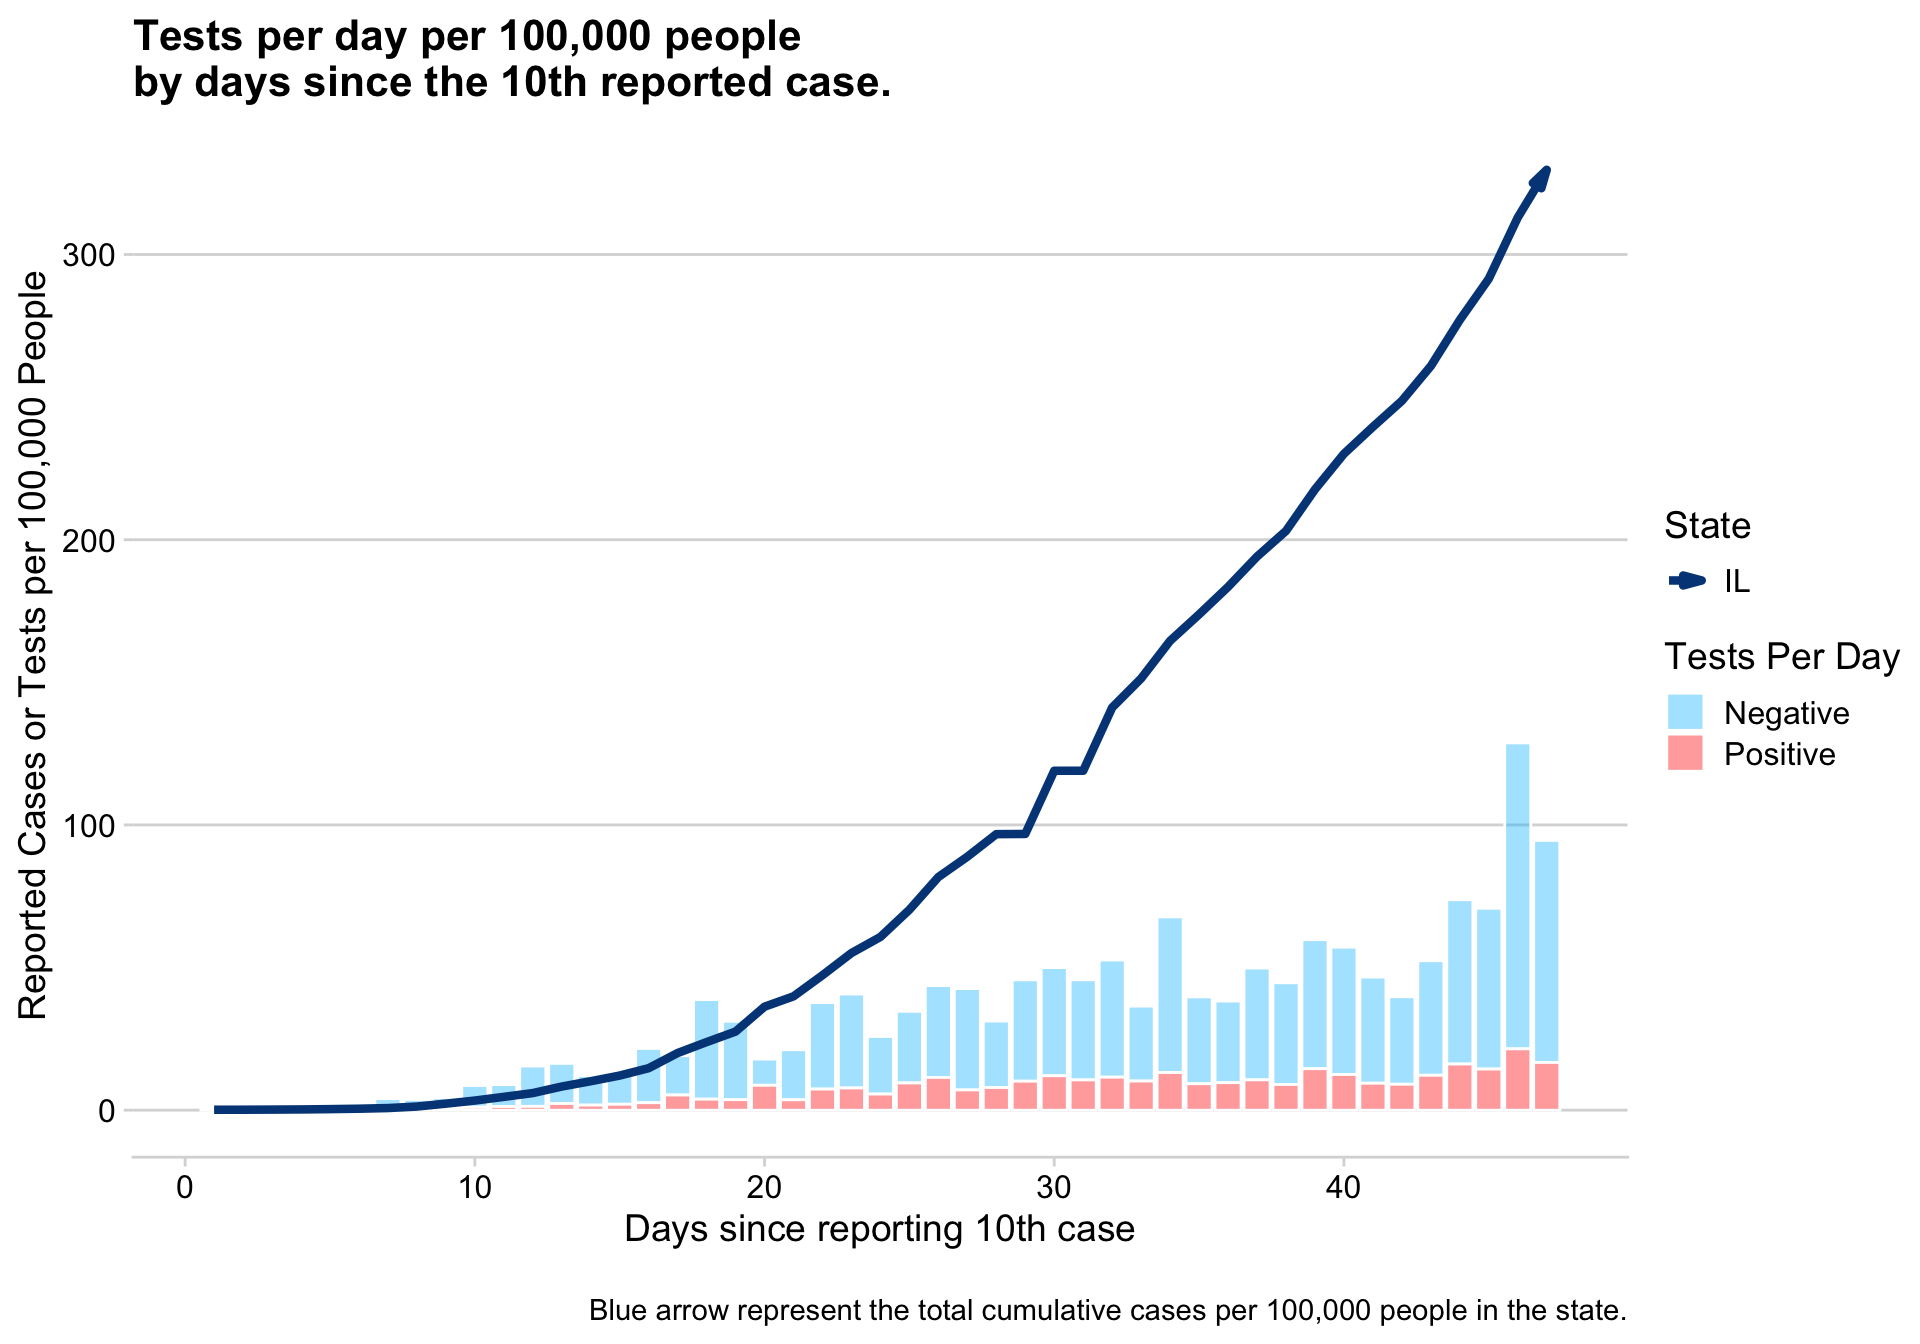 Tests per day per 100,000 people
by days since the 10th reported case.
Reported Cases or Tests per 100,000 People
300
200
100
0
0
10
20
30
40
Days since reporting 10th case
State
IL
Tests Per Day
Negative
Positive
Blue arrow represent the total cumulative cases per 100,000 people in the state.